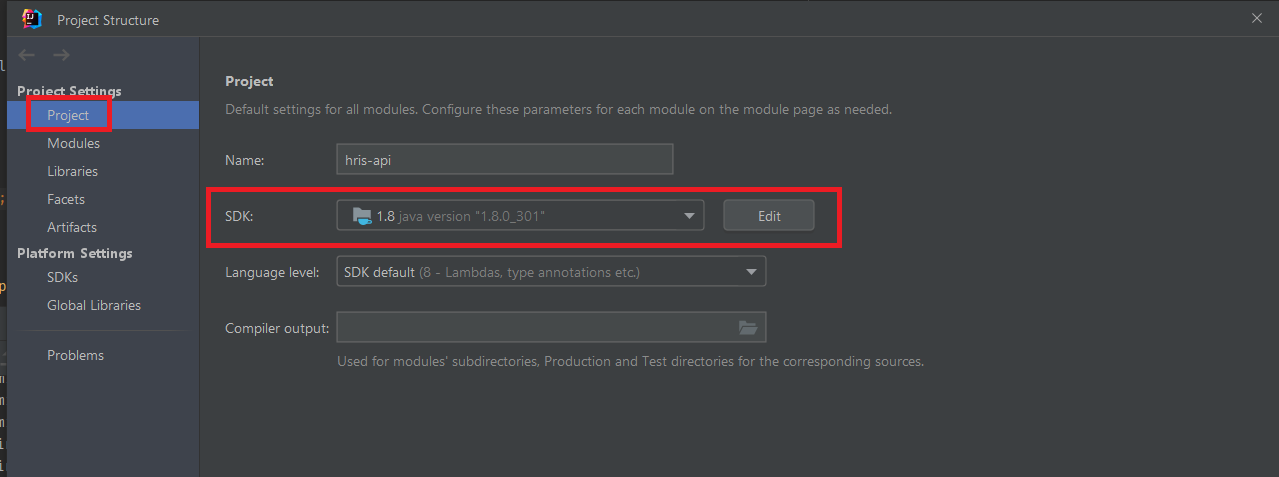 Project Structure
Project Settings
Project
Modules
Libraries
Facets
Artifacts
Platform Settings
SDKs
Global Libraries
Problems
Project
Default settings for all modules. Configure these parameters for each module on the module page as needed.
Name: hris-api
SDK: 1.8 java version "1.8.0_301" Edit
Language level: SDK default (8 - Lambdas, type annotations etc.)
Compiler output:
Used for modules' subdirectories, Production and Test directories for the corresponding sources.